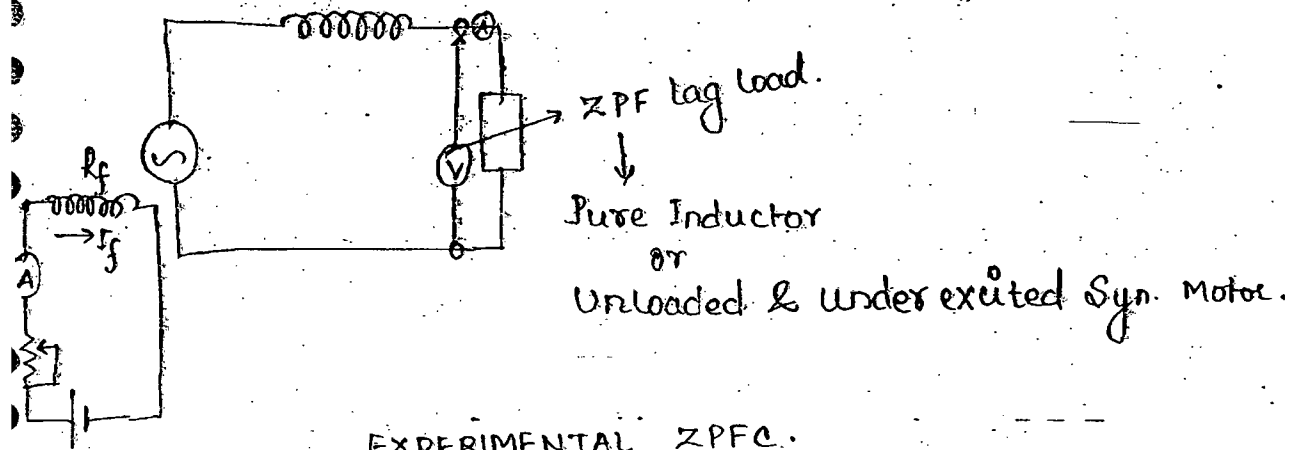 A
ZPF lag load.
V
Rf
If
Pure Inductor
or
A
Unloaded & under excited Syn. Motor.
EXPERIMENTAL ZPFC.